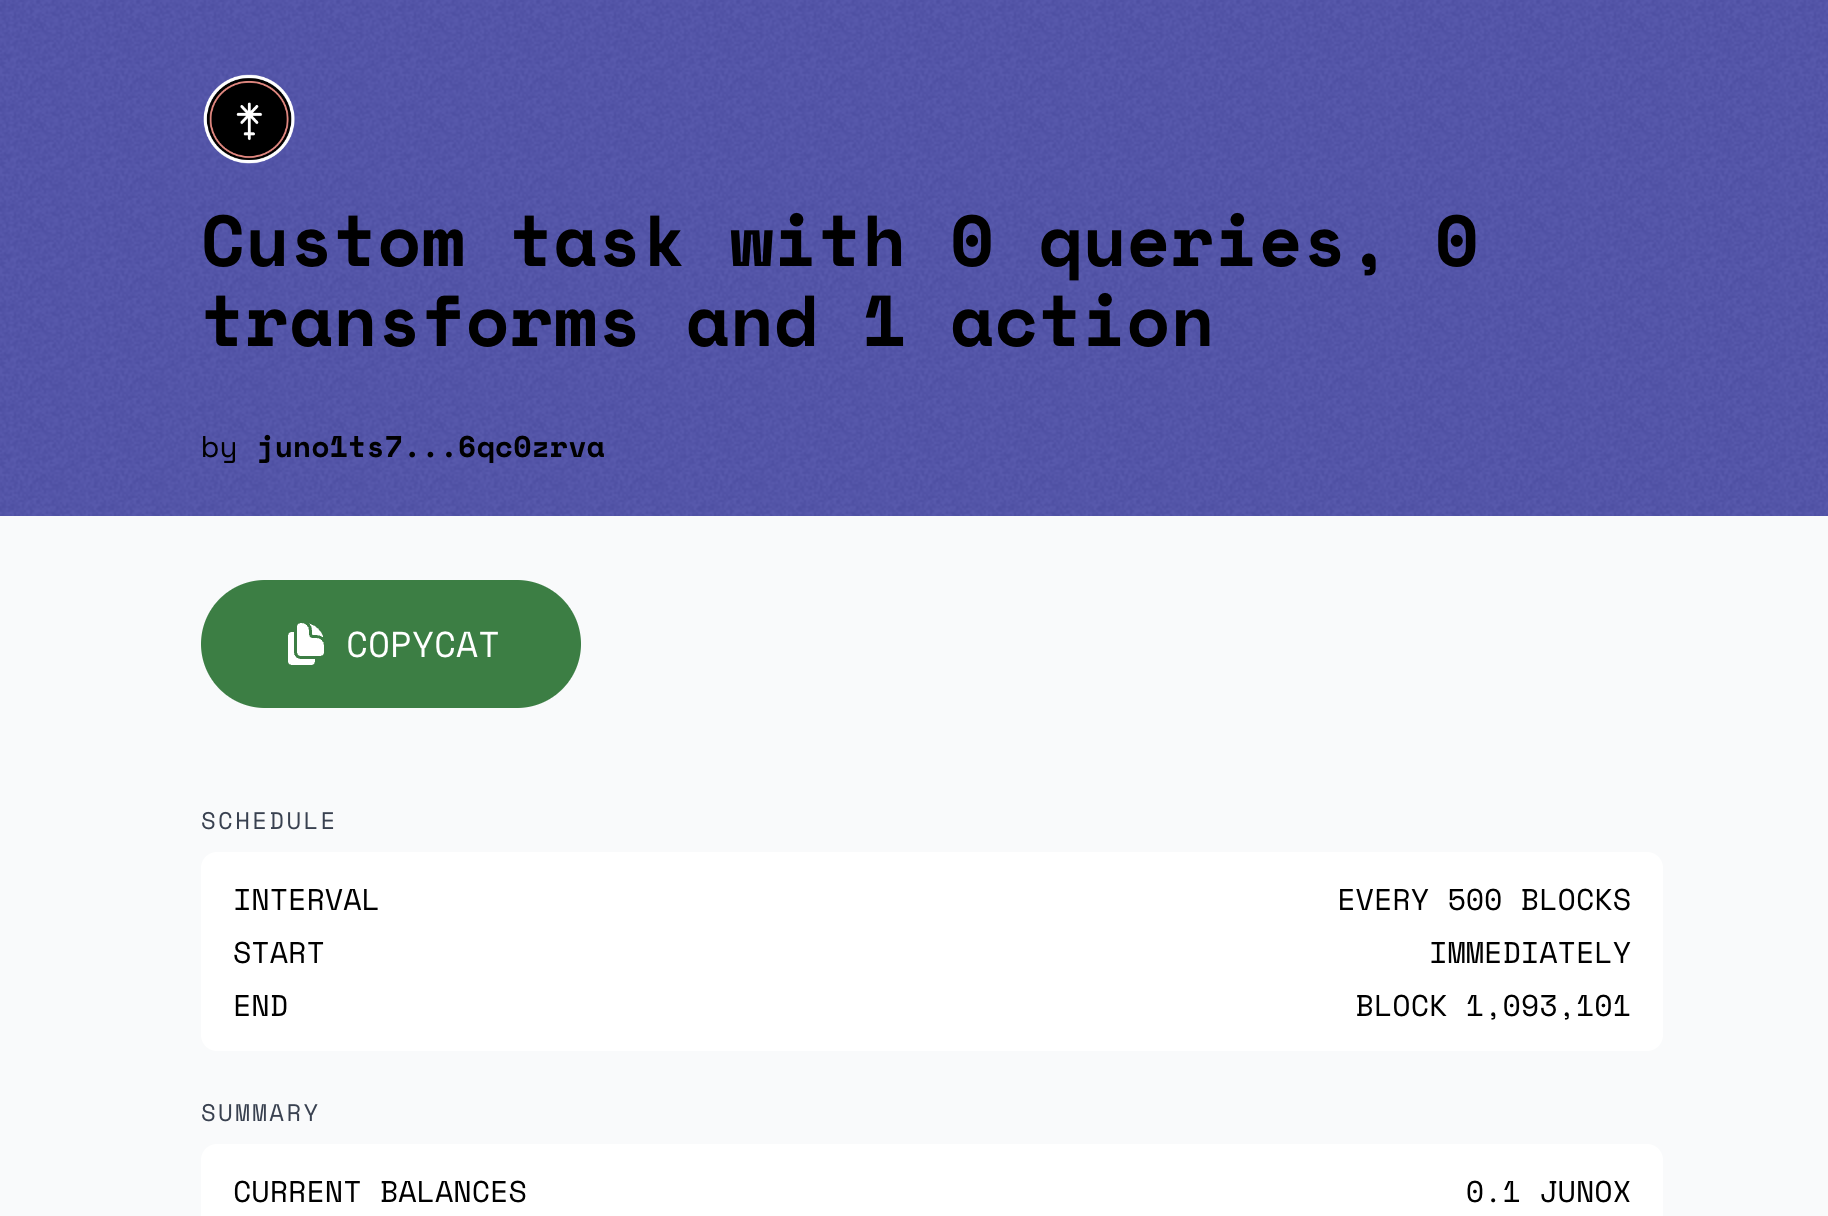 Custom task with 0 queries, 0
transforms and 1 action
by juno1ts7...6qc0zrva
COPYCAT
SCHEDULE
INTERVAL EVERY 500 BLOCKS
START IMMEDIATELY
END BLOCK 1,093,101
SUMMARY
CURRENT BALANCES 0.1 JUNOX